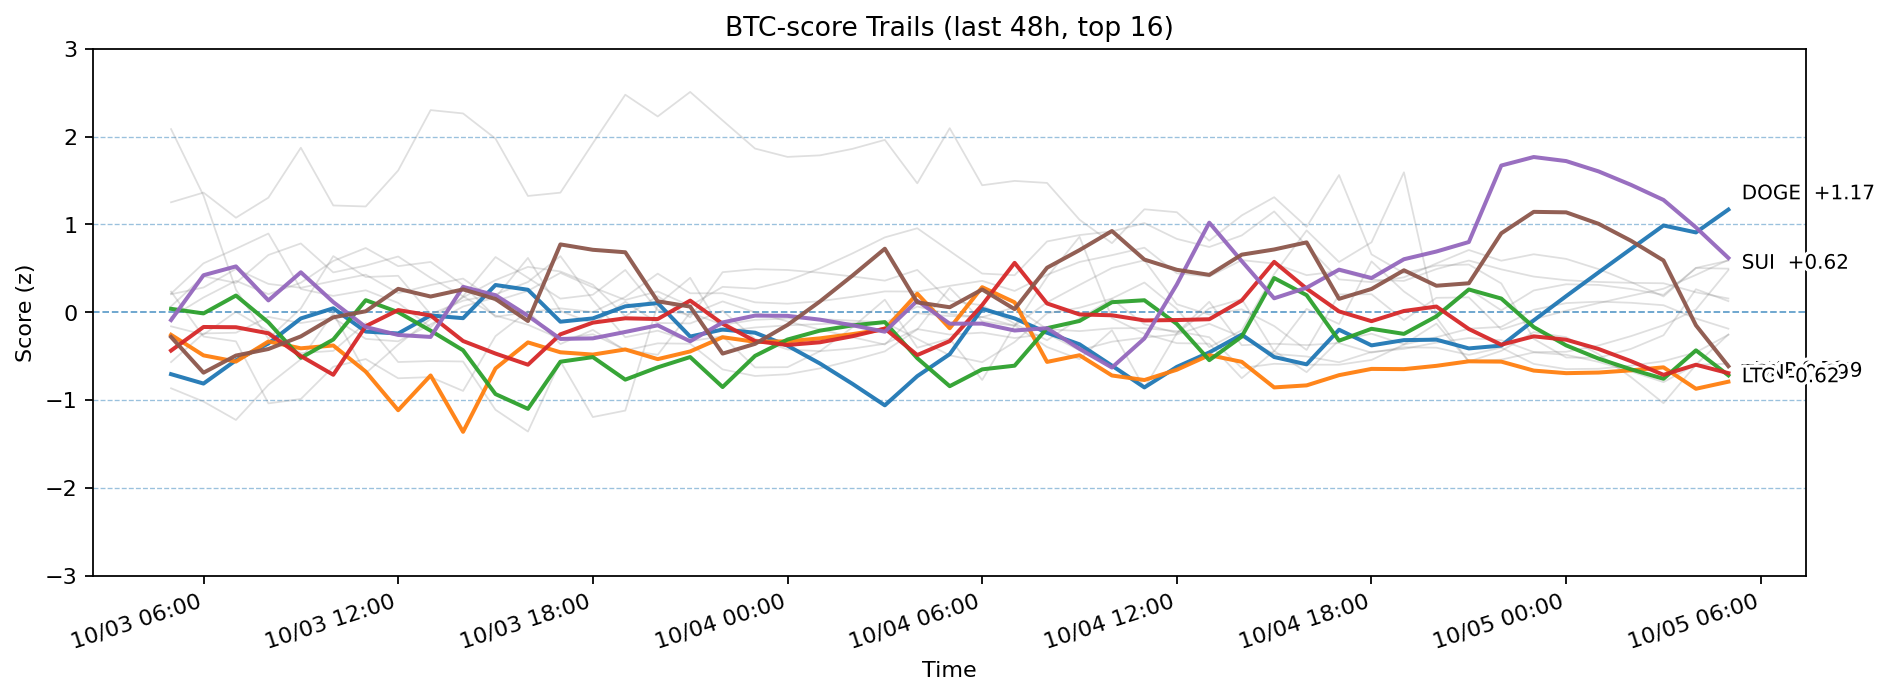 BTC-score Trails (last 48h, top 16)
3
2
1
0
−1
−2
−3
Score (z)
DOGE +1.17
SUI +0.62
LTC -0.62
10/03 06:00
10/03 12:00
10/03 18:00
10/04 00:00
10/04 06:00
10/04 12:00
10/04 18:00
10/05 00:00
10/05 06:00
Time